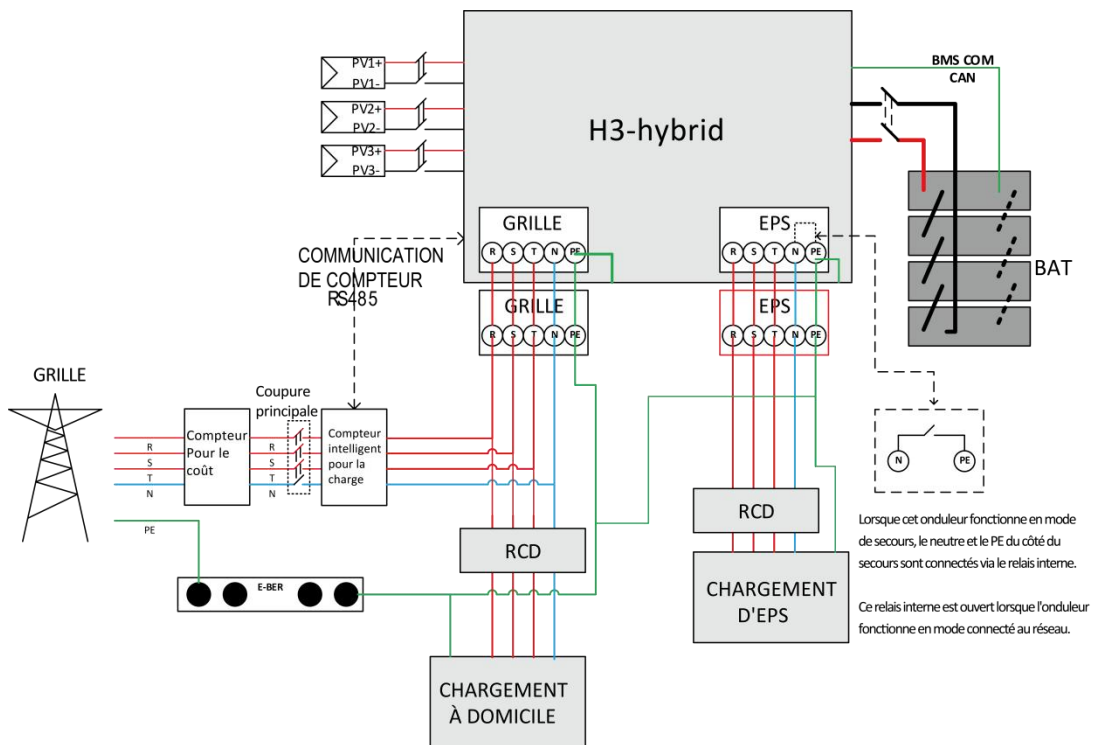 PV1+
PV1-
PV2+
PV2-
PV3+
PV3-
H3-hybrid
BMS COM
CAN
BAT
GRILLE
R S T N PE
EPS
R S T N PE
COMMUNICATION
DE COMPTEUR
RS485
GRILLE
R S T N PE
EPS
R S T N PE
GRILLE
Coupure
principale
Compteur
Pour le
coût
Compteur
intelligent
pour la
charge
R
S
T
N
R
S
T
N
PE
N
PE
RCD
RCD
E-BER
CHARGEMENT
D'EPS
CHARGEMENT
À DOMICILE
Lorsque cet onduleur fonctionne en mode
de secours, le neutre et le PE du côté du
secours sont connectés via le relais interne.
Ce relais interne est ouvert lorsque l'onduleur
fonctionne en mode connecté au réseau.